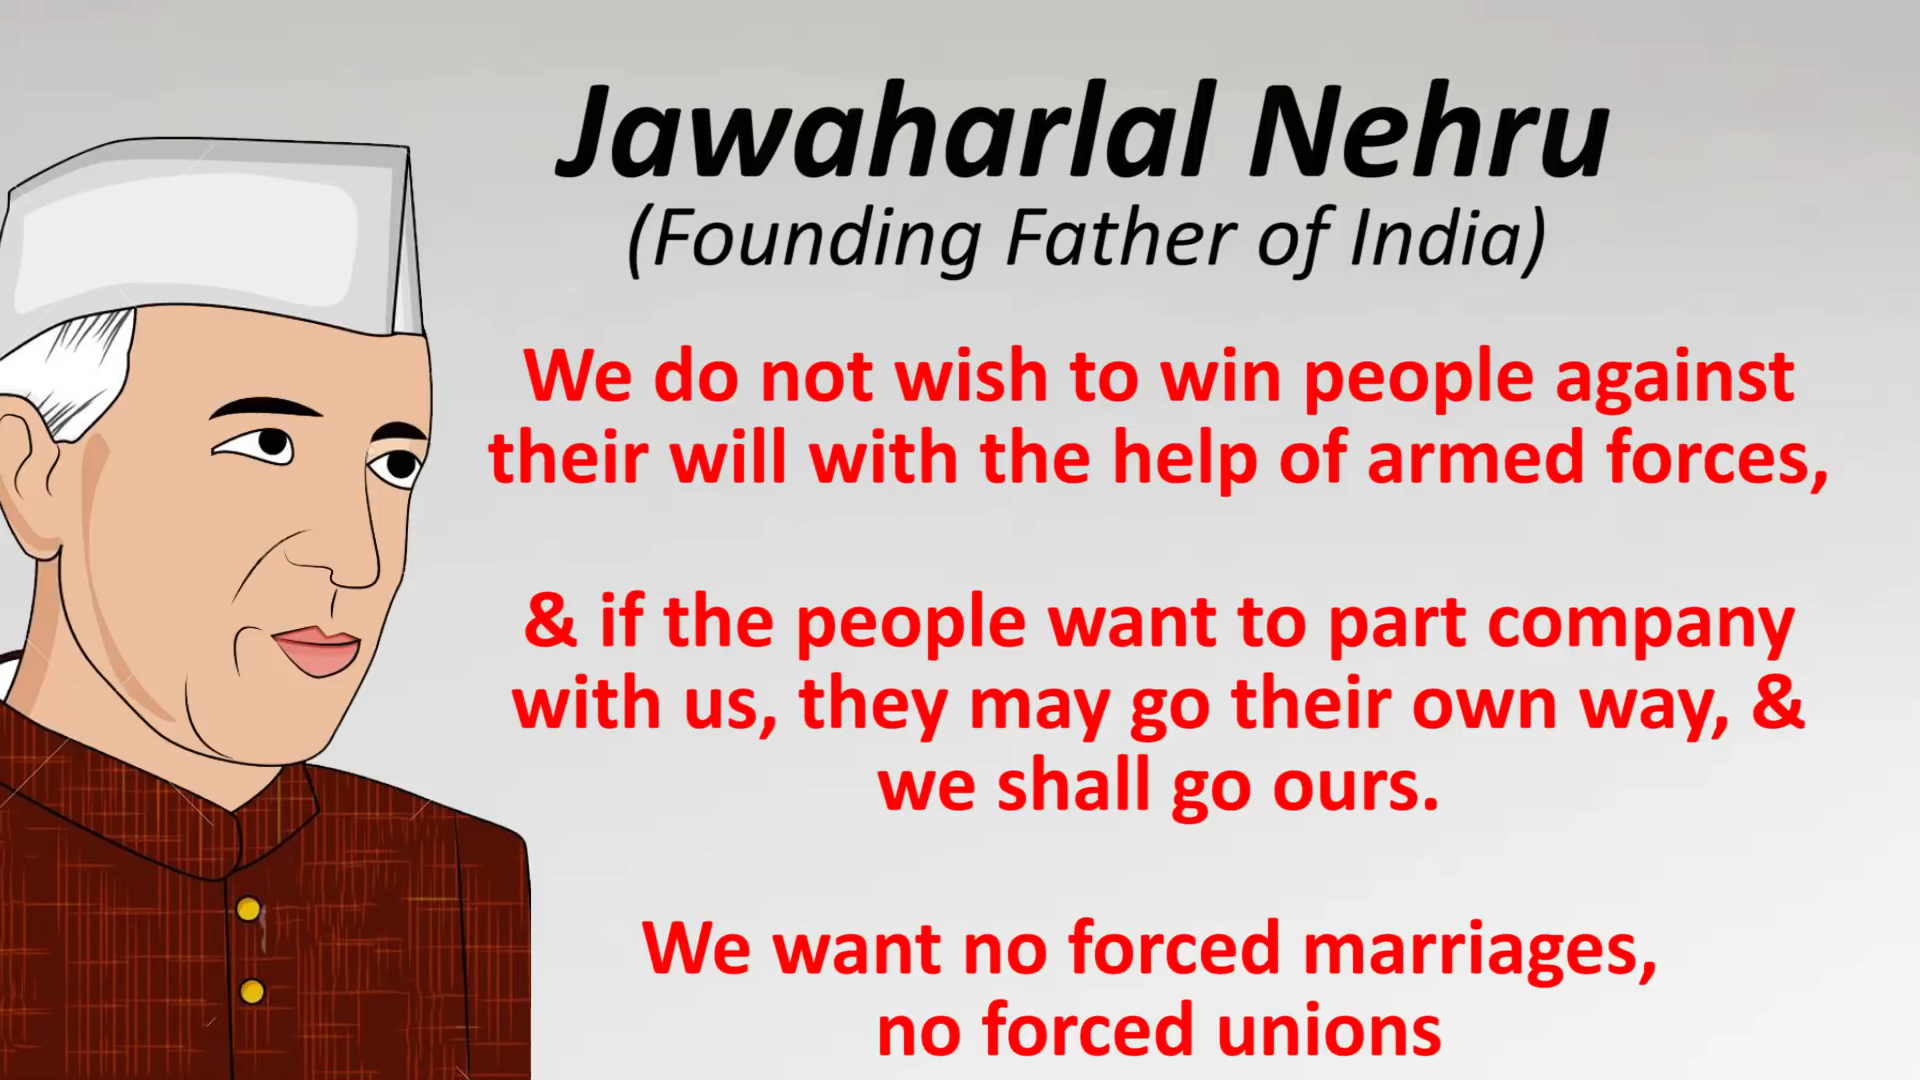 Jawaharlal Nehru
(Founding Father of India)
We do not wish to win people against
their will with the help of armed forces,
& if the people want to part company
with us, they may go their own way, &
we shall go ours.
We want no forced marriages,
no forced unions